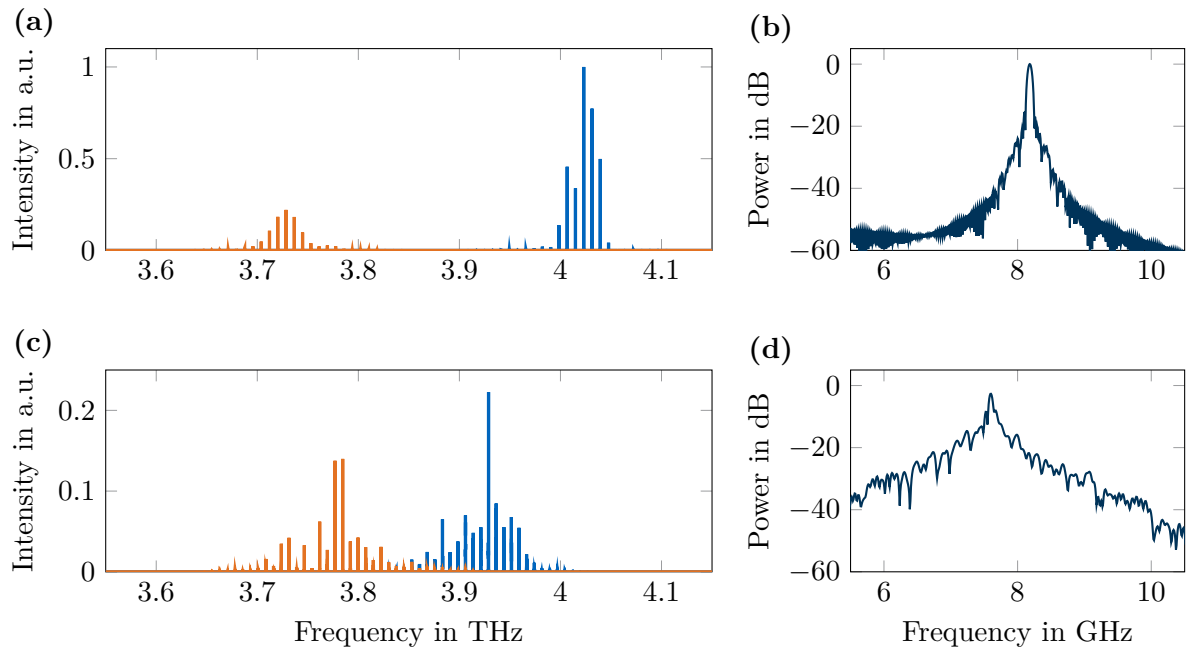 (a)
Intensity in a.u.
1
0.5
0
3.6 3.7 3.8 3.9 4 4.1
(b)
Power in dB
0
−20
−40
−60
6 8 10
(c)
Intensity in a.u.
0.2
0.1
0
3.6 3.7 3.8 3.9 4 4.1
Frequency in THz
(d)
Power in dB
0
−20
−40
−60
6 8 10
Frequency in GHz